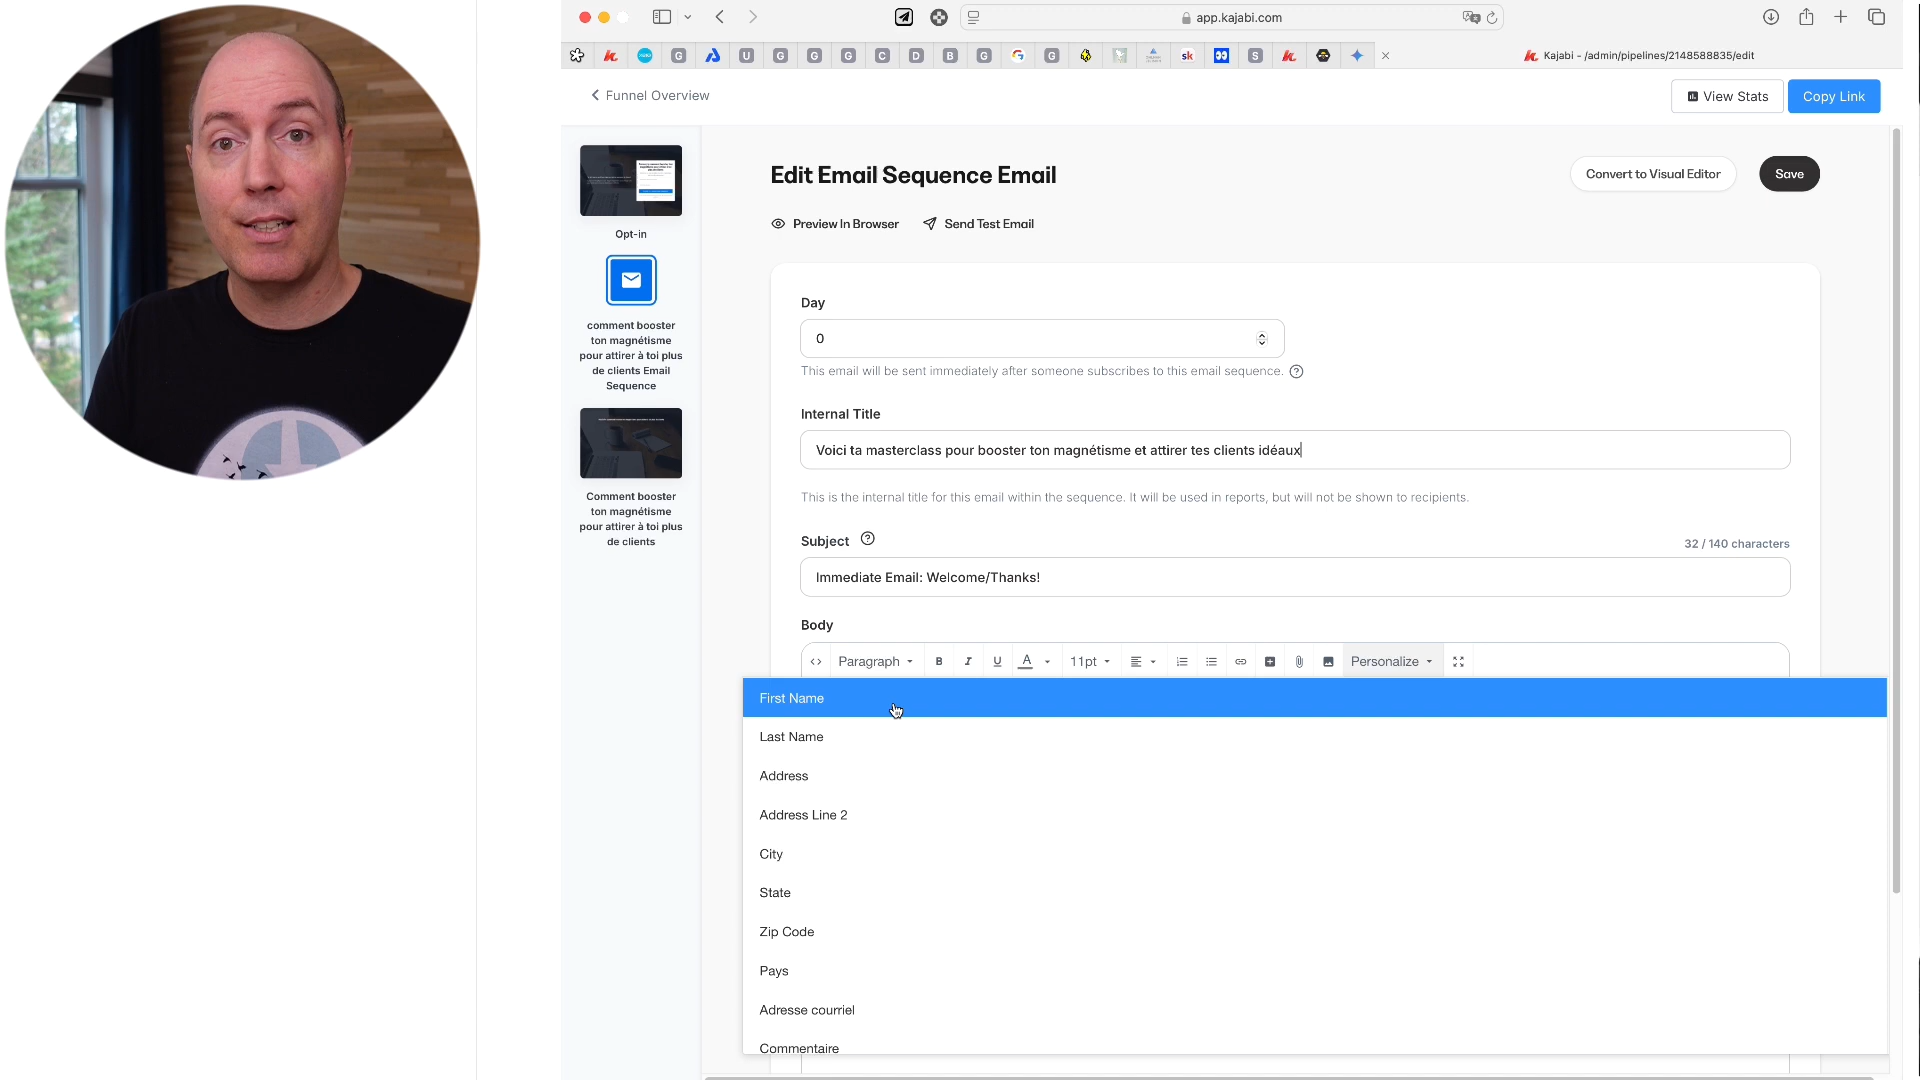 app.kajabi.com
G
U
G
G
G
C
D
B
G
G
sk
S
Kajabi - /admin/pipelines/2148588835/edit
Funnel Overview
View Stats
Copy Link
Opt-in
comment booster
ton magnétisme
pour attirer à toi plus
de clients Email
Sequence
Comment booster
ton magnétisme
pour attirer à toi plus
de clients
Edit Email Sequence Email
Convert to Visual Editor
Save
Preview In Browser
Send Test Email
Day
0
This email will be sent immediately after someone subscribes to this email sequence.
Internal Title
Voici ta masterclass pour booster ton magnétisme et attirer tes clients idéaux
This is the internal title for this email within the sequence. It will be used in reports, but will not be shown to recipients.
Subject
32 / 140 characters
Immediate Email: Welcome/Thanks!
Body
Paragraph
B
I
U
A
11pt
Personalize
First Name
Last Name
Address
Address Line 2
City
State
Zip Code
Pays
Adresse courriel
Commentaire